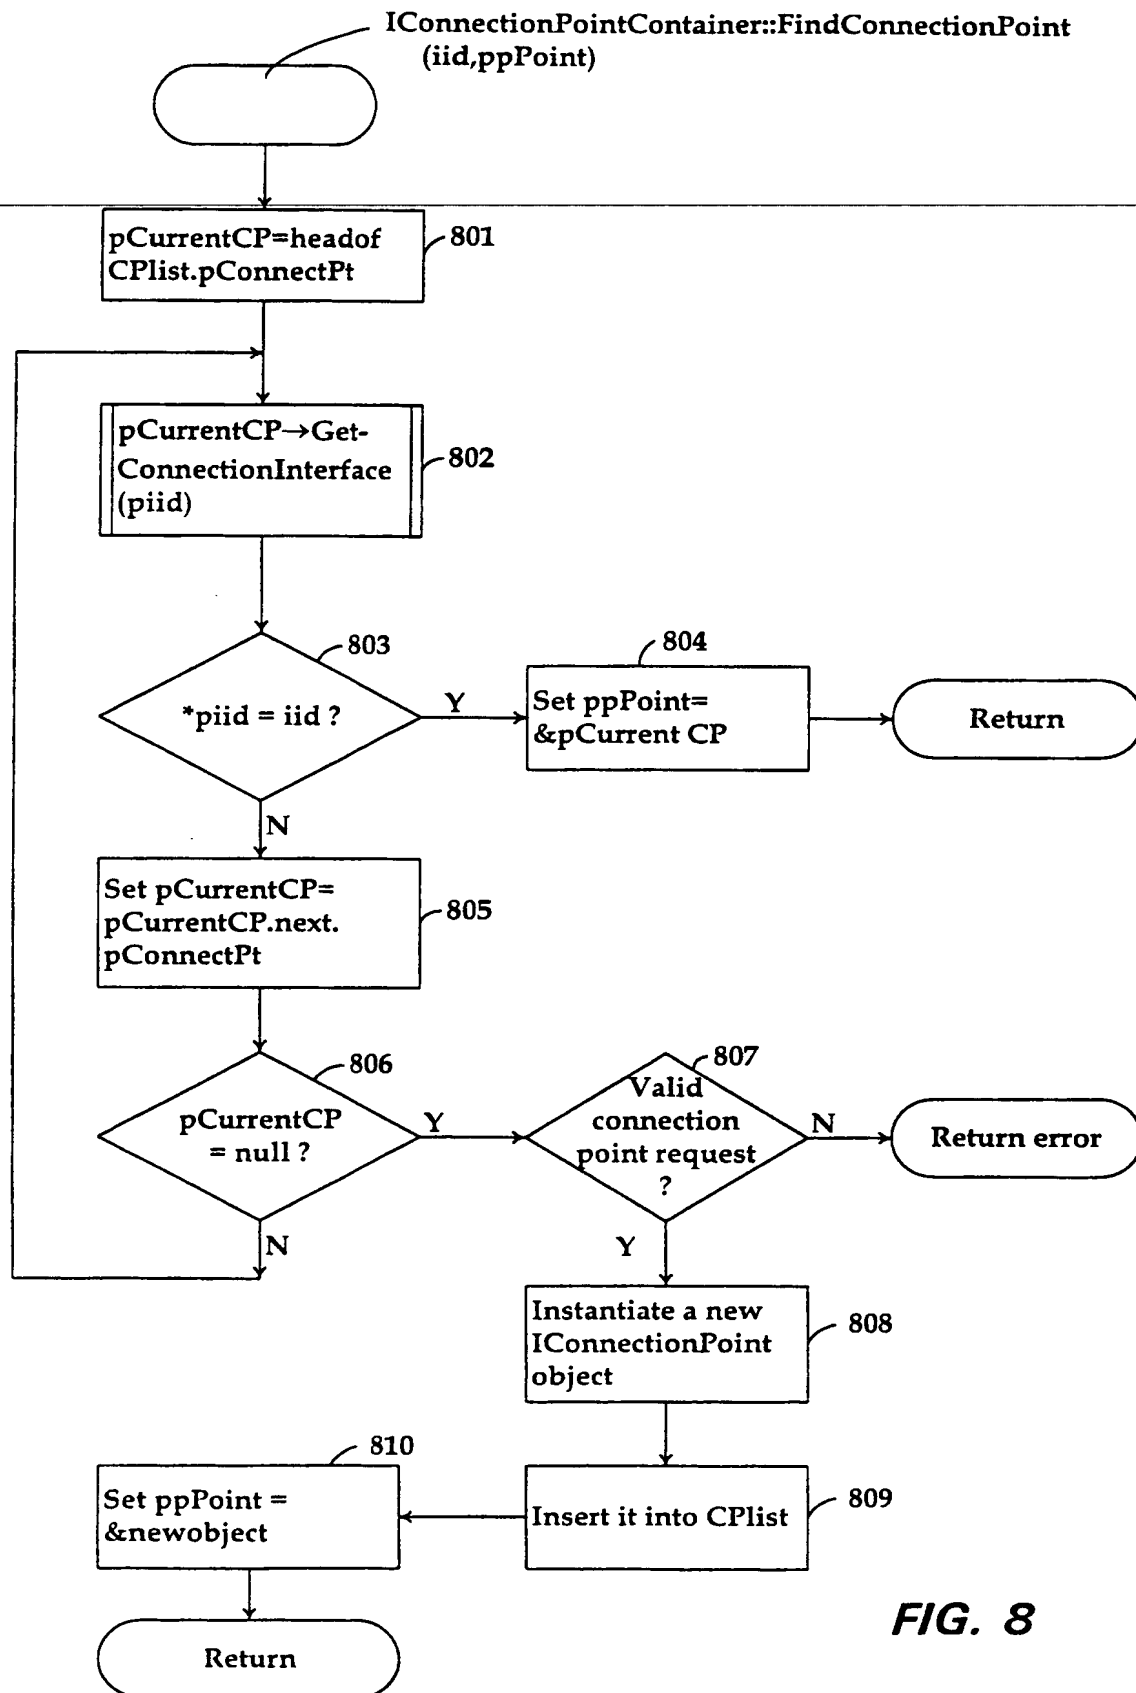 IConnectionPointContainer::FindConnectionPoint
(iid,ppPoint)
pCurrentCP=headof
CPlist.pConnectPt
801
pCurrentCP→Get-
ConnectionInterface
(piid)
802
*piid = iid ?
803
Y
N
Set ppPoint=
&pCurrent CP
804
Return
Set pCurrentCP=
pCurrentCP.next.
pConnectPt
805
pCurrentCP
= null ?
806
Y
N
Valid
connection
point request
?
807
N
Y
Return error
Instantiate a new
IConnectionPoint
object
808
Insert it into CPlist
809
Set ppPoint =
&newobject
810
Return
FIG. 8